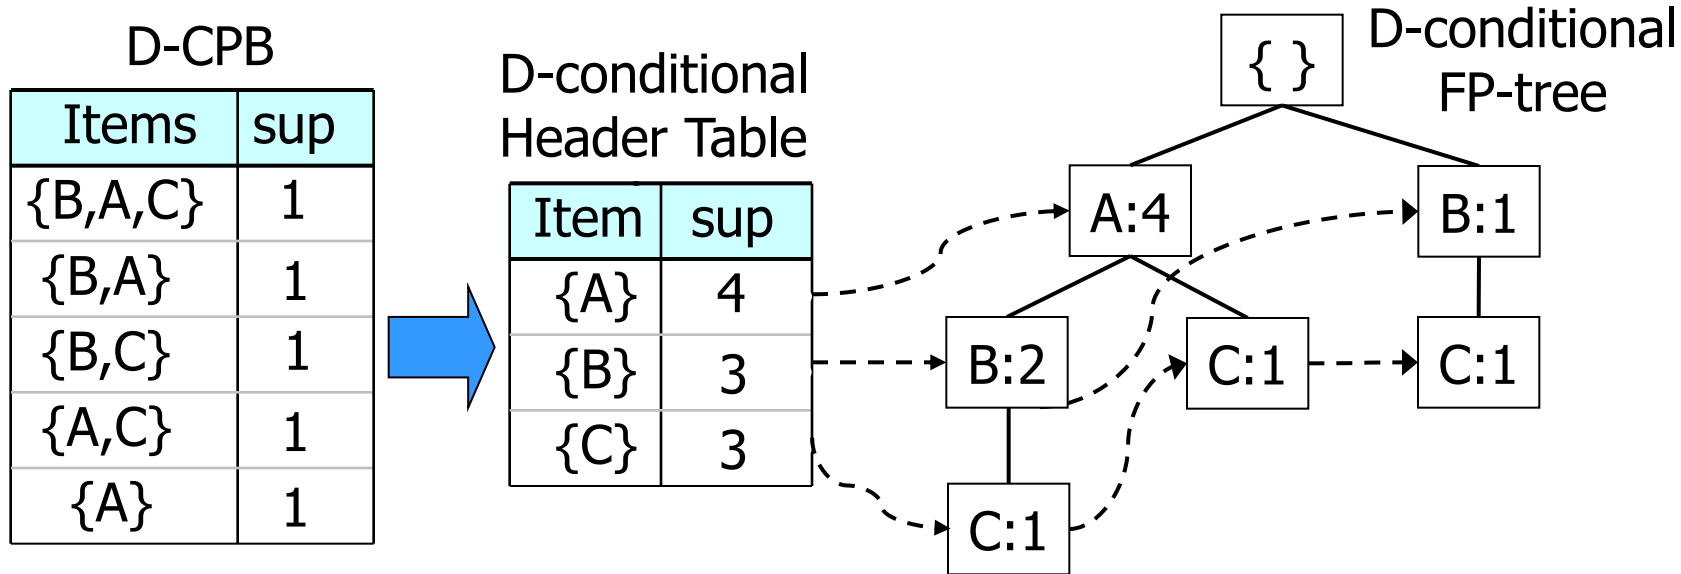 D-CPB
Items sup
{B,A,C} 1
{B,A} 1
{B,C} 1
{A,C} 1
{A} 1
D-conditional
Header Table
Item sup
{A} 4
{B} 3
{C} 3
D-conditional
FP-tree
{ }
A:4 B:1
B:2 C:1 C:1
C:1